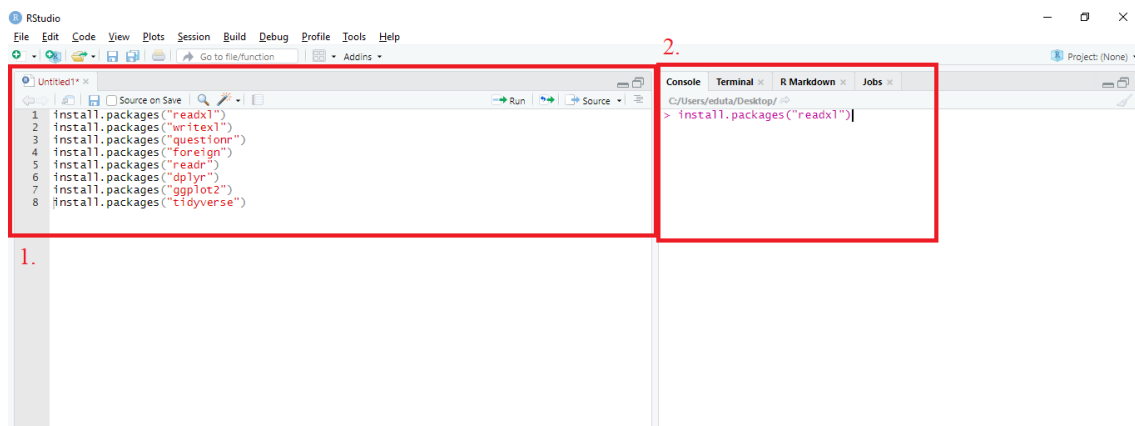 RStudio
File Edit Code View Plots Session Build Debug Profile Tools Help
Go to file/function Addins Project: (None)
2.
Untitled1*
Source on Save Run Source
1 install.packages("readxl")
2 install.packages("writexl")
3 install.packages("questionr")
4 install.packages("foreign")
5 install.packages("readr")
6 install.packages("dplyr")
7 install.packages("ggplot2")
8 install.packages("tidyverse")
1.
Console Terminal R Markdown Jobs
C:/Users/eduta/Desktop/
> install.packages("readxl")